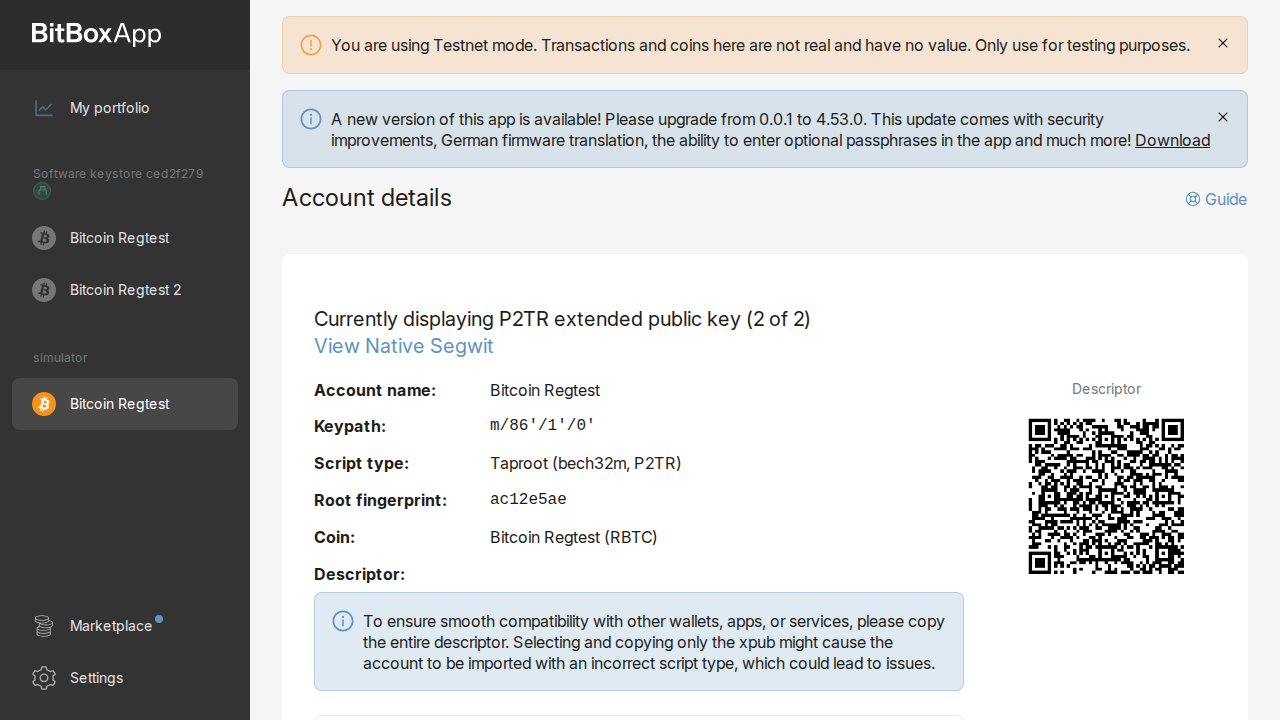 BitBoxApp
My portfolio
Software keystore ced2f279
Bitcoin Regtest
Bitcoin Regtest 2
simulator
Bitcoin Regtest
Marketplace
Settings
You are using Testnet mode. Transactions and coins here are not real and have no value. Only use for testing purposes.
A new version of this app is available! Please upgrade from 0.0.1 to 4.53.0. This update comes with security
improvements, German firmware translation, the ability to enter optional passphrases in the app and much more! Download
Account details
Guide
Currently displaying P2TR extended public key (2 of 2)
View Native Segwit
Account name: Bitcoin Regtest
Keypath: m/86'/1'/0'
Script type: Taproot (bech32m, P2TR)
Root fingerprint: ac12e5ae
Coin: Bitcoin Regtest (RBTC)
Descriptor:
Descriptor
To ensure smooth compatibility with other wallets, apps, or services, please copy
the entire descriptor. Selecting and copying only the xpub might cause the
account to be imported with an incorrect script type, which could lead to issues.